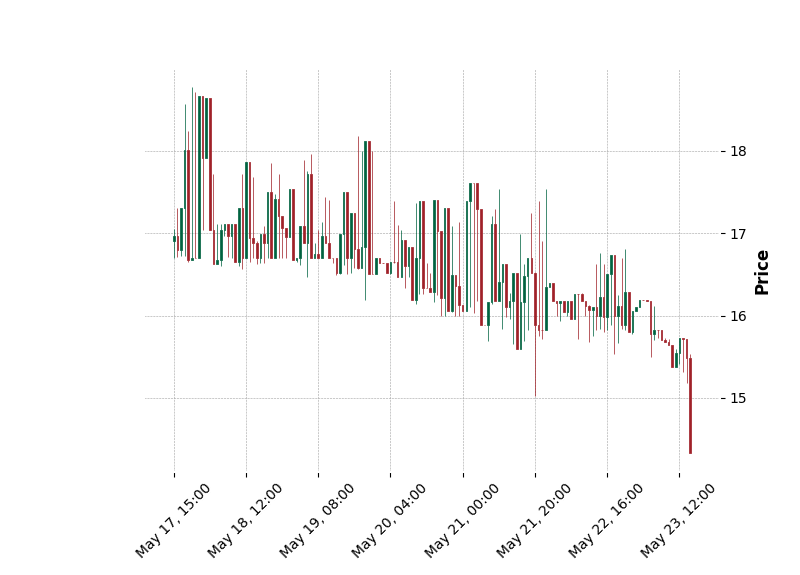 18
17
16
15
Price
May 17, 15:00
May 18, 12:00
May 19, 08:00
May 20, 04:00
May 21, 00:00
May 21, 20:00
May 22, 16:00
May 23, 12:00